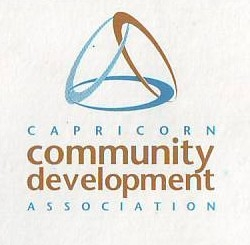 CAPRICORN
community
development
ASSOCIATION